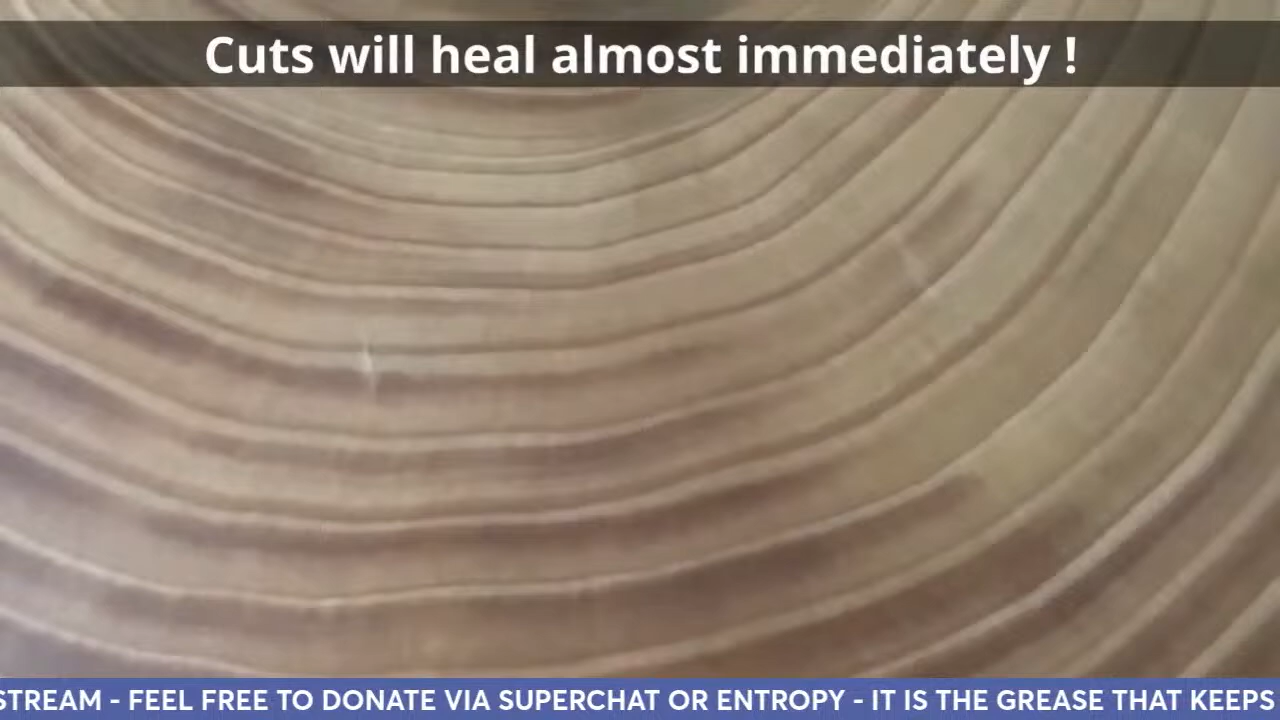 Cuts will heal almost immediately !
STREAM - FEEL FREE TO DONATE VIA SUPERCHAT OR ENTROPY - IT IS THE GREASE THAT KEEPS